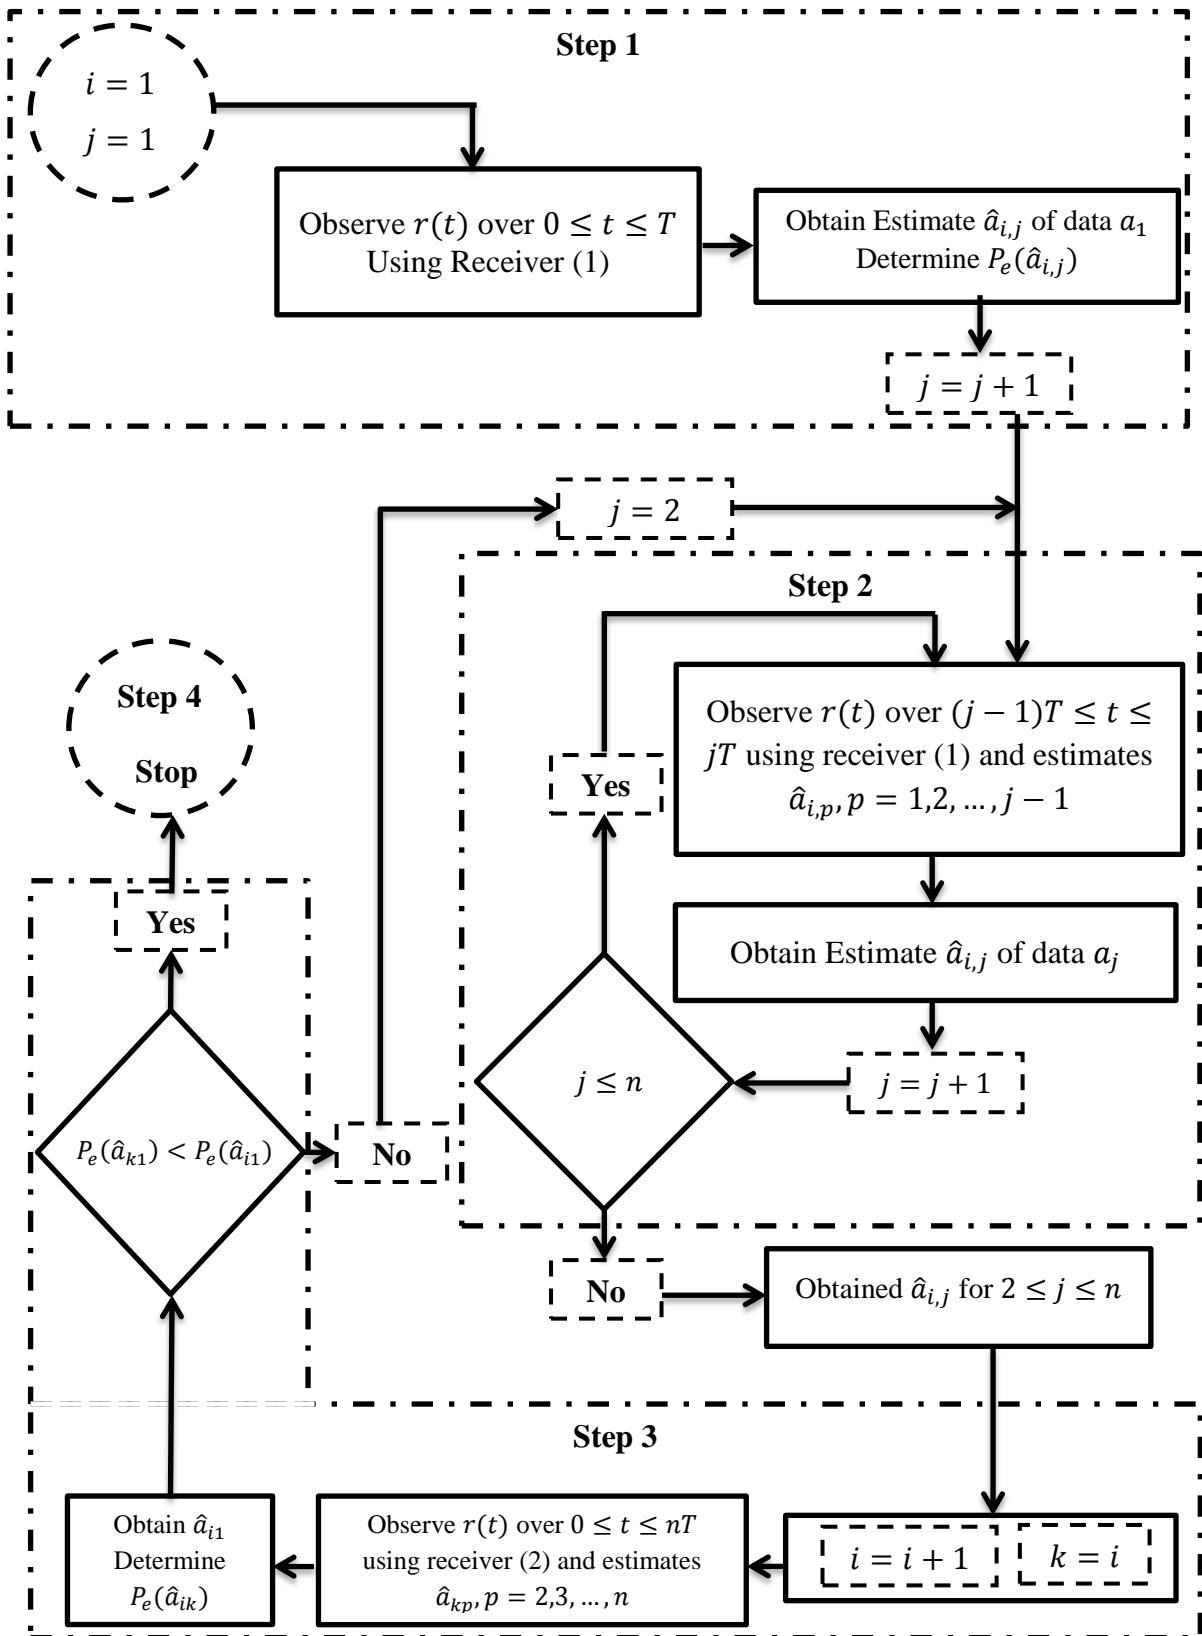 Step 1
i = 1
j = 1
Observe r(t) over 0 ≤ t ≤ T
Using Receiver (1)
Obtain Estimate â_{i,j} of data a_1
Determine P_e(â_{i,j})
j = j + 1
j = 2
Step 2
Observe r(t) over (j − 1)T ≤ t ≤
jT using receiver (1) and estimates
â_{i,p}, p = 1,2, … , j − 1
Yes
Obtain Estimate â_{i,j} of data a_j
j = j + 1
j ≤ n
No
Obtained â_{i,j} for 2 ≤ j ≤ n
Step 3
i = i + 1
k = i
Observe r(t) over 0 ≤ t ≤ nT
using receiver (2) and estimates
â_{kp}, p = 2,3, … , n
Obtain â_{i1}
Determine
P_e(â_{ik})
P_e(â_{k1}) < P_e(â_{i1})
No
Yes
Step 4
Stop